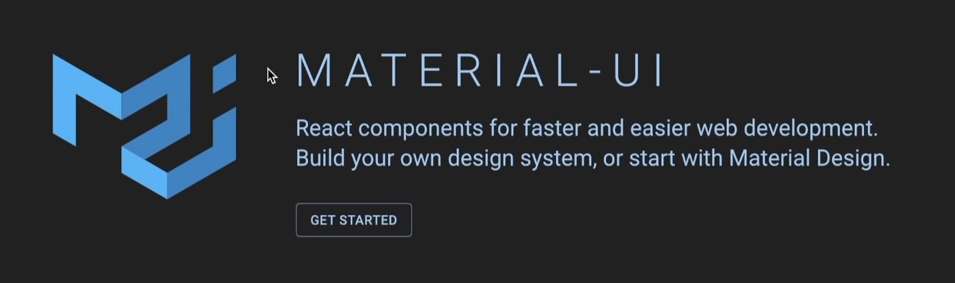 MATERIAL-UI
React components for faster and easier web development.
Build your own design system, or start with Material Design.
GET STARTED